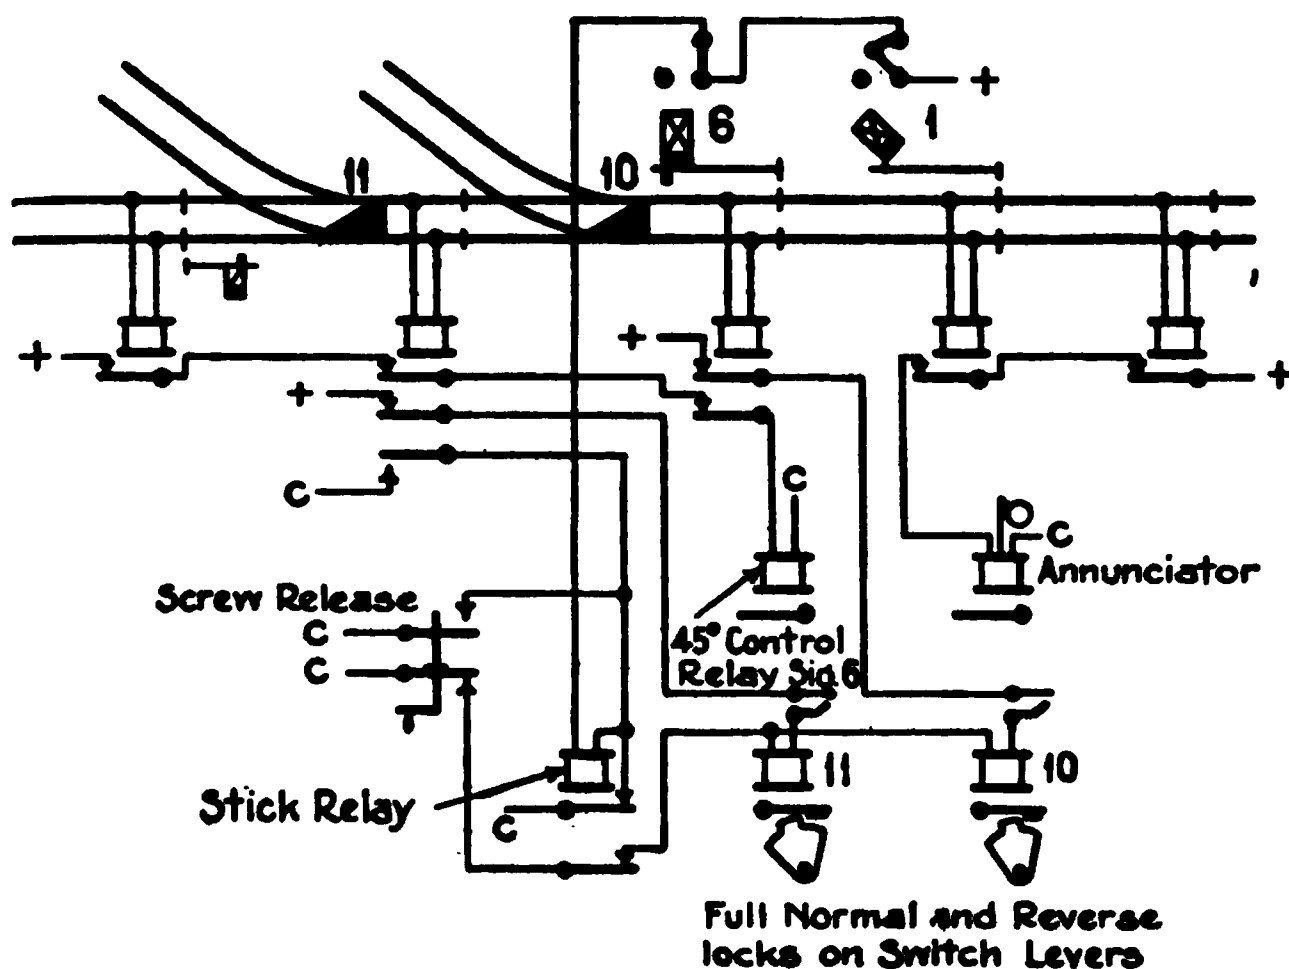 6
1
+
11
10
+
+
+
+
C
C
C
Annunciator
Screw Release
C
C
45° Control
Relay Sig 6
11
10
Stick Relay
C
Full Normal and Reverse
locks on Switch Levers